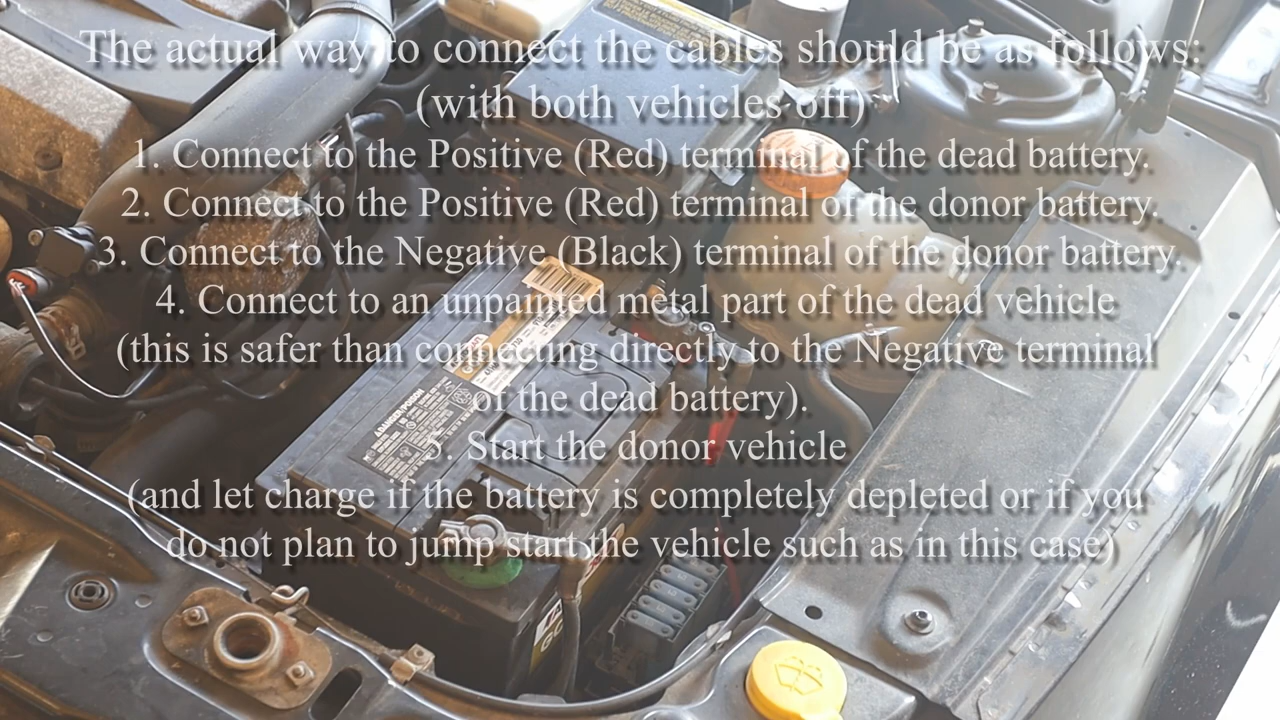 The actual way to connect the cables should be as follows:
(with both vehicles off)
1. Connect to the Positive (Red) terminal of the dead battery.
2. Connect to the Positive (Red) terminal of the donor battery.
3. Connect to the Negative (Black) terminal of the donor battery.
4. Connect to an unpainted metal part of the dead vehicle
(this is safer than connecting directly to the Negative terminal
of the dead battery).
5. Start the donor vehicle
(and let charge if the battery is completely depleted or if you
do not plan to jump start the vehicle such as in this case)
DANGER/POISON